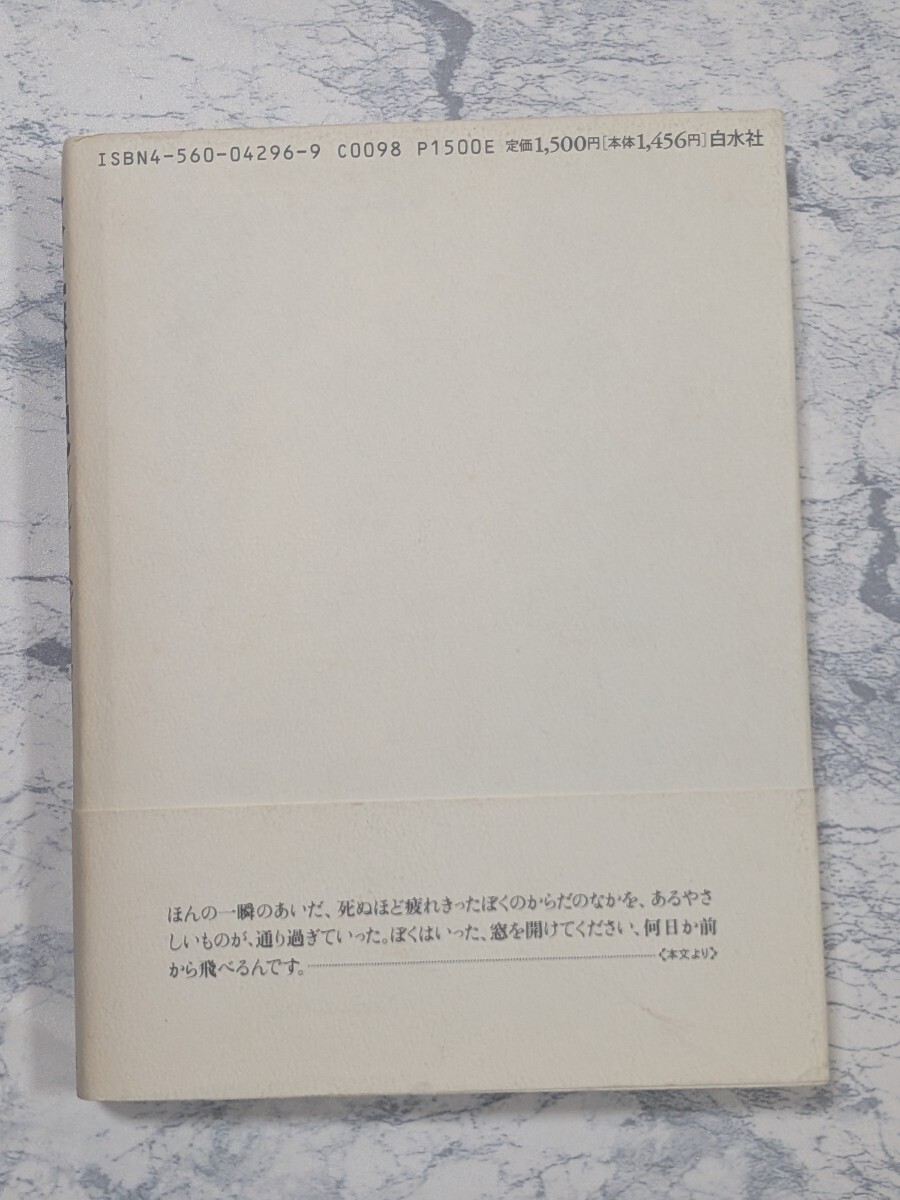 ISBN4-560-04296-9 C0098 P1500E 定価1,500円[本体1,456円]白水社
ほんの一瞬のあいだ、死ぬほど疲れきったぼくのからだのなかを、あるやさ
しいものが、通り過ぎていった。ぼくはいった、窓を開けてください、何日か前
から飛べるんです。……《本文より》